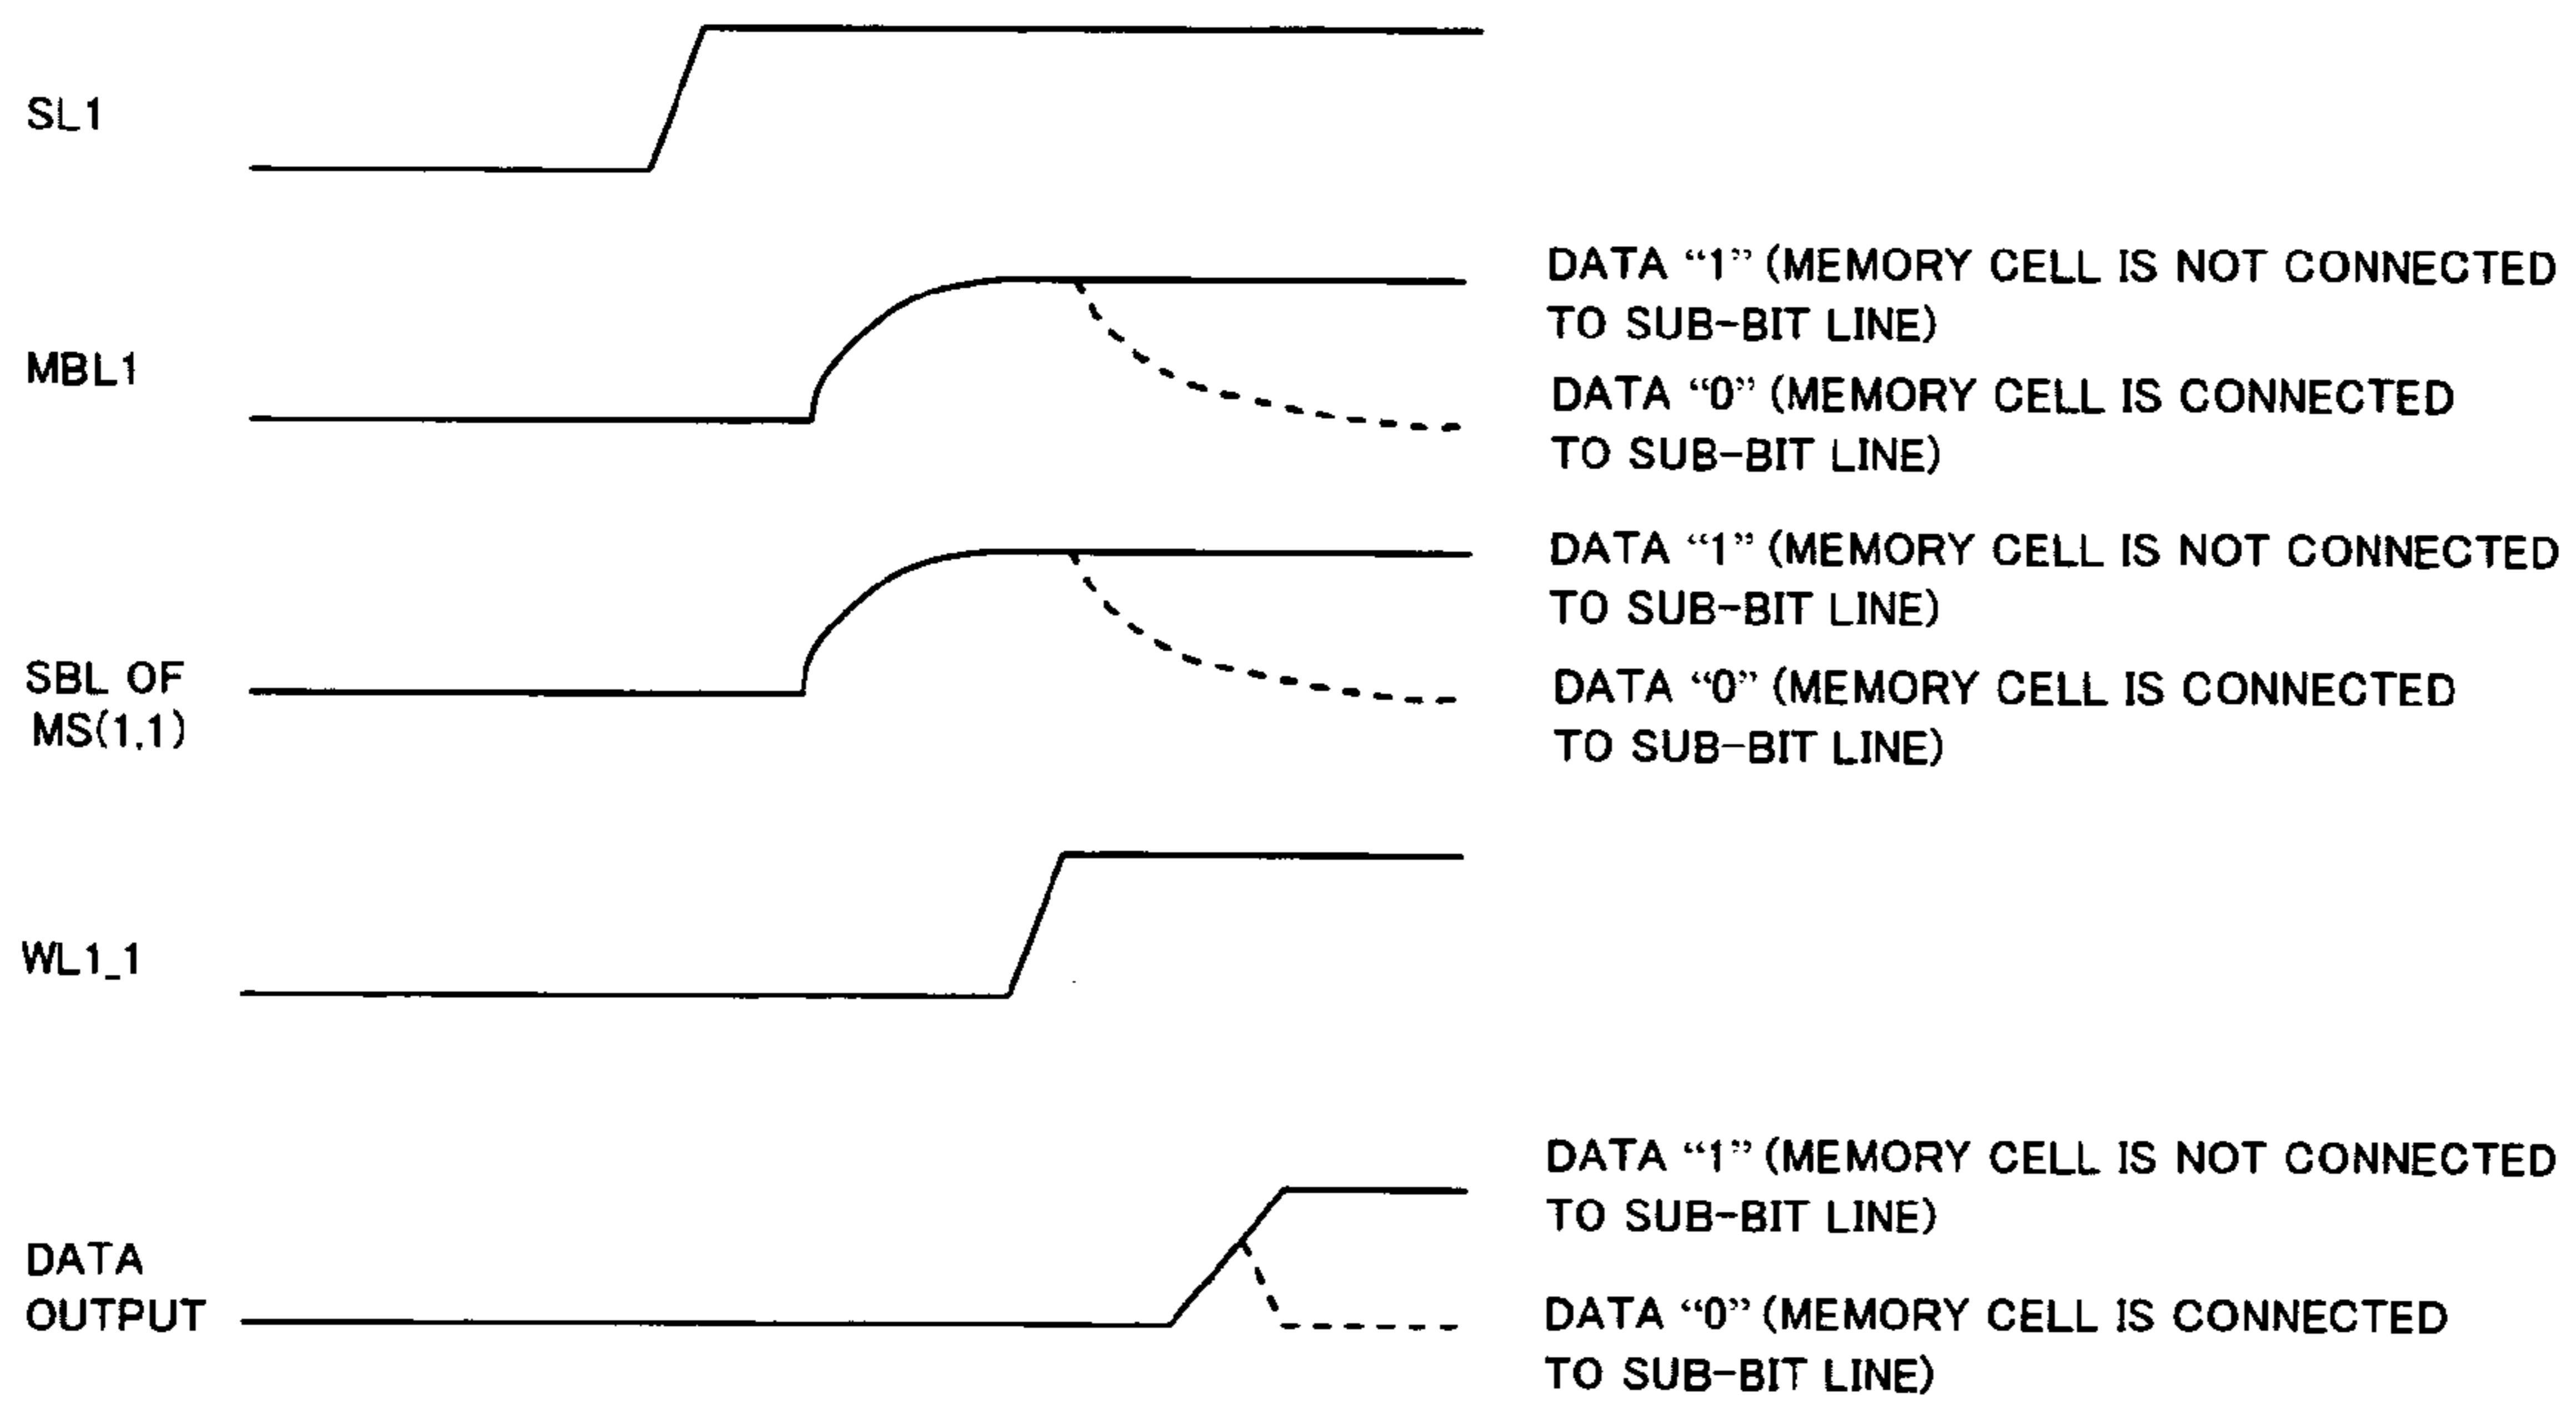 SL1
DATA “1” (MEMORY CELL IS NOT CONNECTED
TO SUB-BIT LINE)
MBL1
DATA “0” (MEMORY CELL IS CONNECTED
TO SUB-BIT LINE)
DATA “1” (MEMORY CELL IS NOT CONNECTED
TO SUB-BIT LINE)
SBL OF
MS(1,1)
DATA “0” (MEMORY CELL IS CONNECTED
TO SUB-BIT LINE)
WL1_1
DATA “1” (MEMORY CELL IS NOT CONNECTED
TO SUB-BIT LINE)
DATA
OUTPUT
DATA “0” (MEMORY CELL IS CONNECTED
TO SUB-BIT LINE)